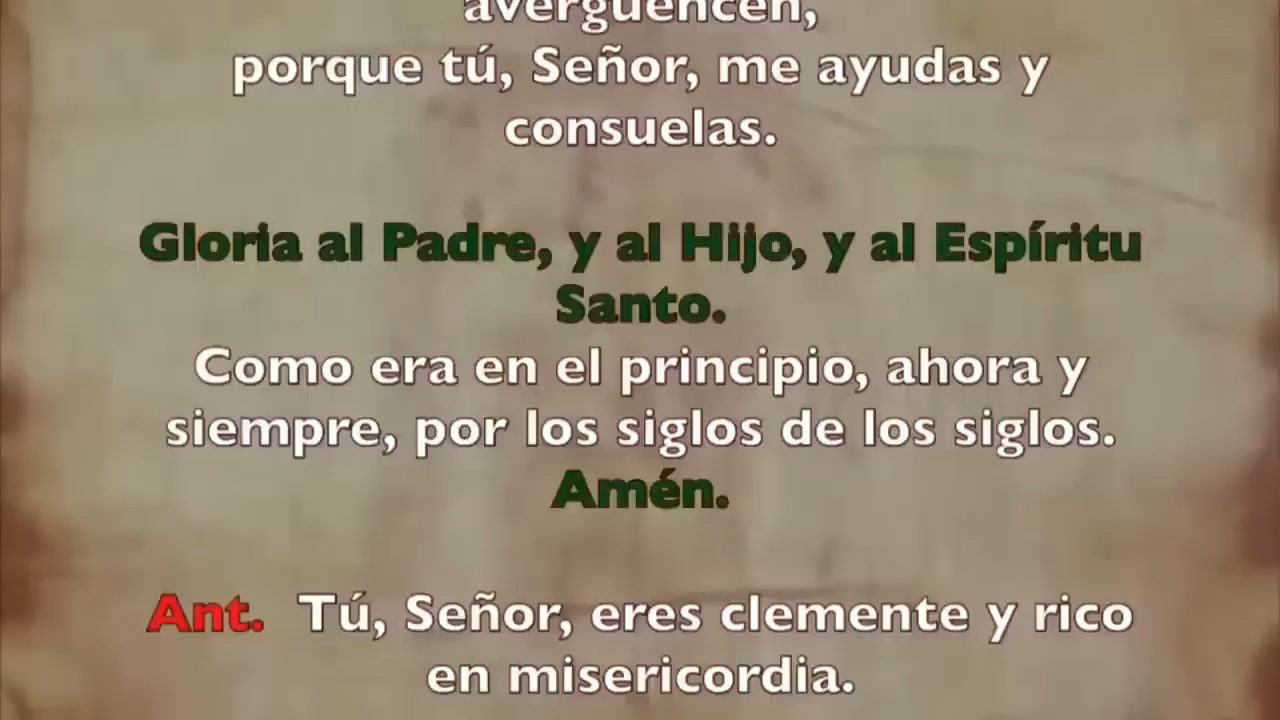 avergüencen,
porque tú, Señor, me ayudas y
consuelas.
Gloria al Padre, y al Hijo, y al Espíritu
Santo.
Como era en el principio, ahora y
siempre, por los siglos de los siglos.
Amén.
Ant. Tú, Señor, eres clemente y rico
en misericordia.